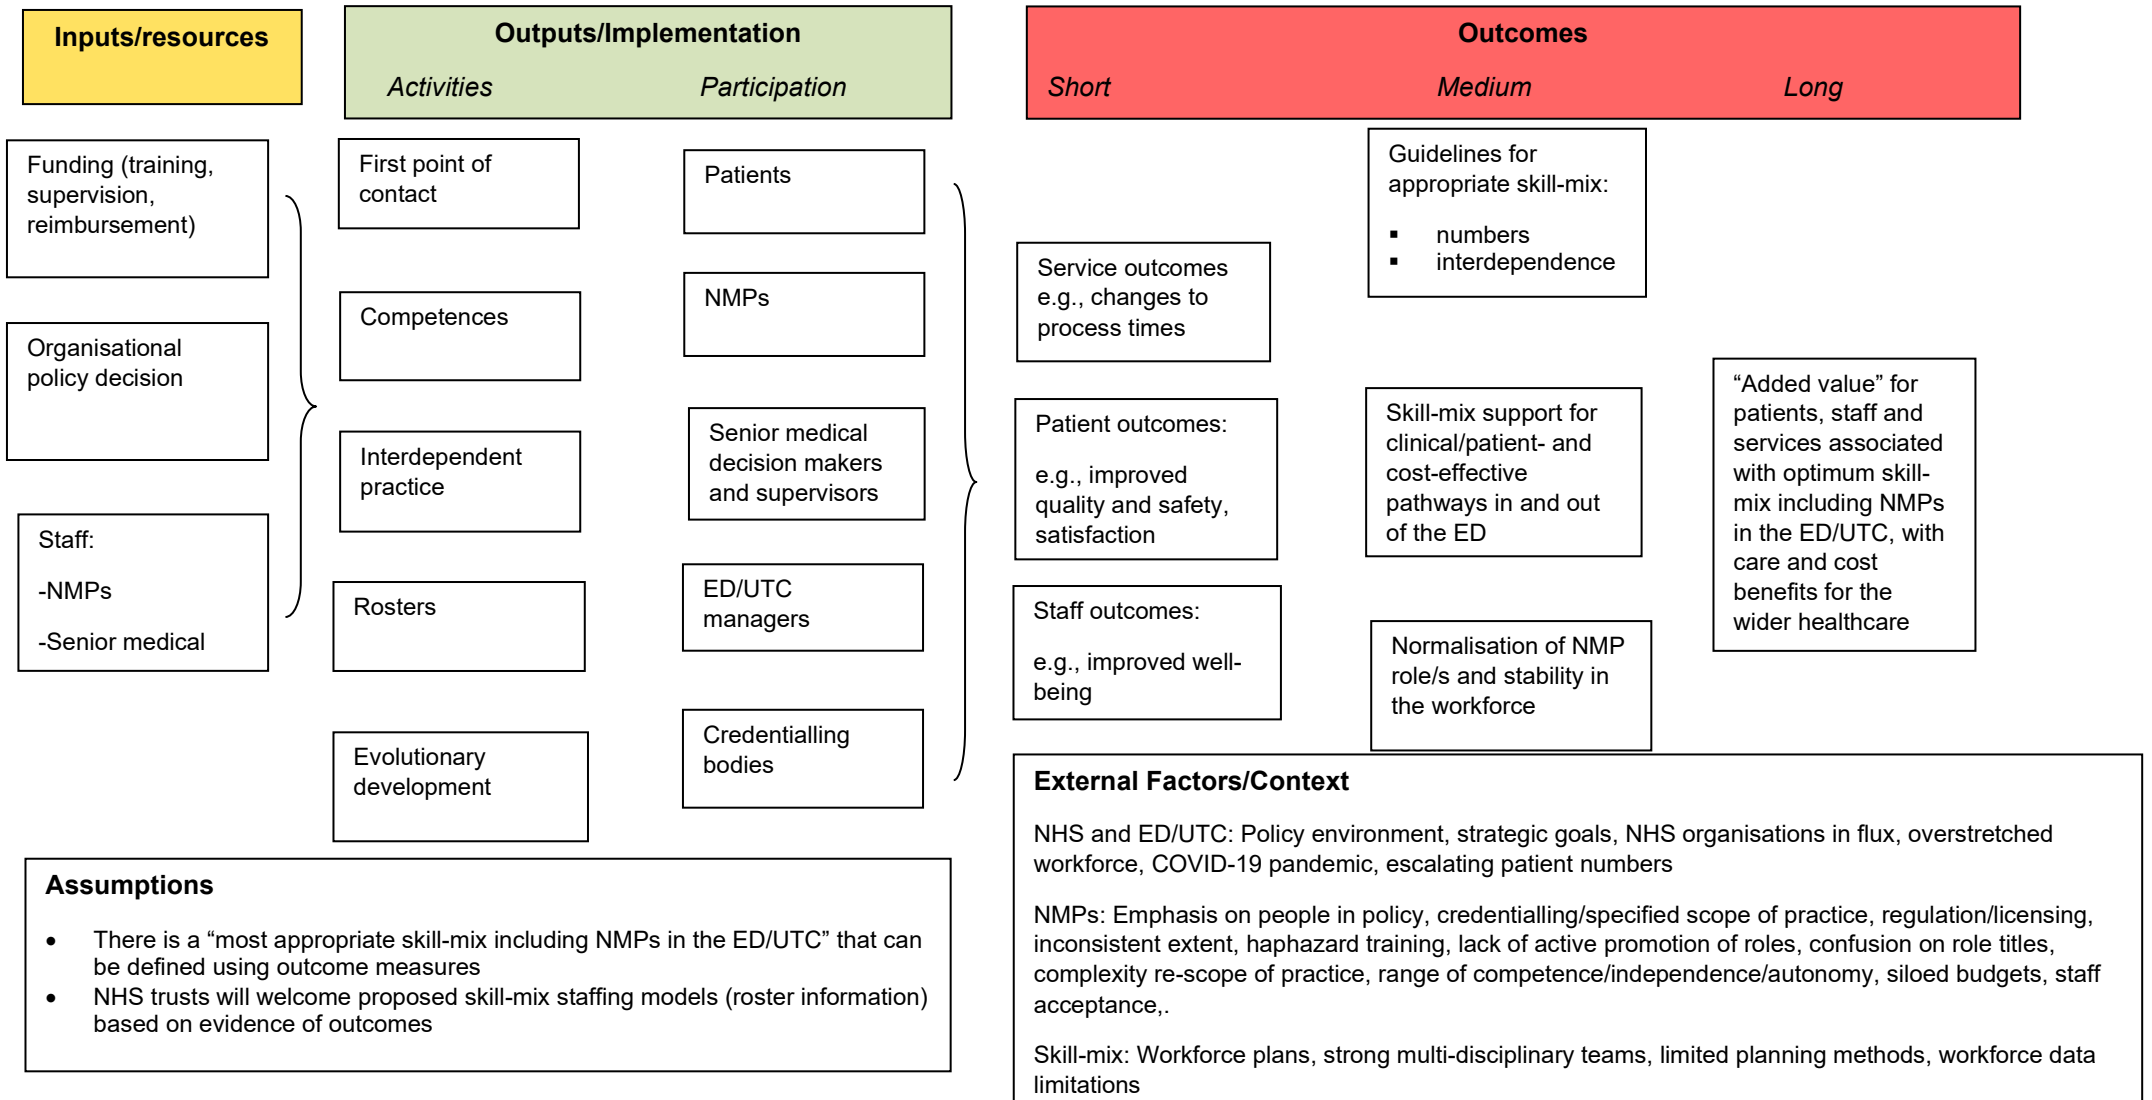 Inputs/resources
Outputs/Implementation
Activities
Participation
Outcomes
Short
Medium
Long
Funding (training,
supervision,
reimbursement)
Organisational
policy decision
Staff:
-NMPs
-Senior medical
First point of
contact
Competences
Interdependent
practice
Rosters
Evolutionary
development
Patients
NMPs
Senior medical
decision makers
and supervisors
ED/UTC
managers
Credentialling
bodies
Service outcomes
e.g., changes to
process times
Patient outcomes:
e.g., improved
quality and safety,
satisfaction
Staff outcomes:
e.g., improved well-
being
Guidelines for
appropriate skill-mix:
▪ numbers
▪ interdependence
Skill-mix support for
clinical/patient- and
cost-effective
pathways in and out
of the ED
Normalisation of NMP
role/s and stability in
the workforce
“Added value” for
patients, staff and
services associated
with optimum skill-
mix including NMPs
in the ED/UTC, with
care and cost
benefits for the
wider healthcare
Assumptions
• There is a “most appropriate skill-mix including NMPs in the ED/UTC” that can
be defined using outcome measures
• NHS trusts will welcome proposed skill-mix staffing models (roster information)
based on evidence of outcomes
External Factors/Context
NHS and ED/UTC: Policy environment, strategic goals, NHS organisations in flux, overstretched
workforce, COVID-19 pandemic, escalating patient numbers
NMPs: Emphasis on people in policy, credentialling/specified scope of practice, regulation/licensing,
inconsistent extent, haphazard training, lack of active promotion of roles, confusion on role titles,
complexity re-scope of practice, range of competence/independence/autonomy, siloed budgets, staff
acceptance,.
Skill-mix: Workforce plans, strong multi-disciplinary teams, limited planning methods, workforce data
limitations